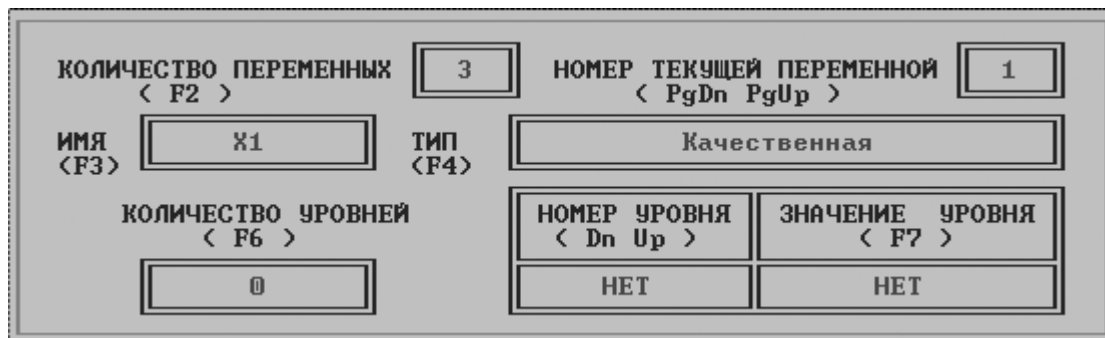 КОЛИЧЕСТВО ПЕРЕМЕННЫХ 3 НОМЕР ТЕКУЩЕЙ ПЕРЕМЕННОЙ 1
( F2 ) ( PgDn PgUp )
ИМЯ X1 ТИП Качественная
(F3) (F4)
КОЛИЧЕСТВО УРОВНЕЙ НОМЕР УРОВНЯ ЗНАЧЕНИЕ УРОВНЯ
( F6 ) ( Dn Up ) ( F7 )
0 НЕТ НЕТ